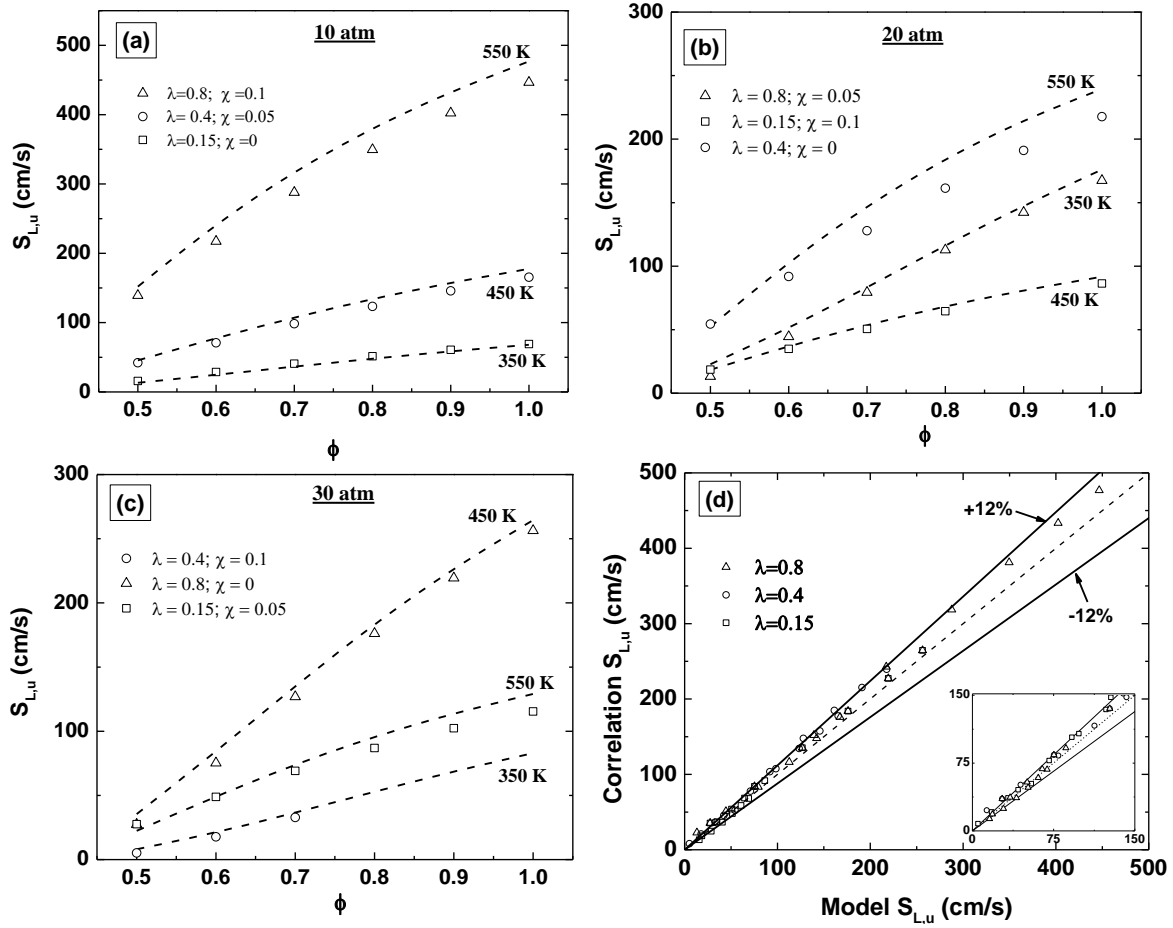 (a)
10 atm
500
400
300
200
100
0
S_L,u (cm/s)
λ=0.8; χ=0.1
λ= 0.4; χ=0.05
λ=0.15; χ=0
550 K
450 K
350 K
0.5 0.6 0.7 0.8 0.9 1.0
ϕ
(b)
20 atm
300
200
100
0
S_L,u (cm/s)
λ = 0.8; χ = 0.05
λ = 0.15; χ = 0.1
λ = 0.4; χ = 0
550 K
350 K
450 K
0.5 0.6 0.7 0.8 0.9 1.0
ϕ
(c)
30 atm
300
200
100
0
S_L,u (cm/s)
λ = 0.4; χ = 0.1
λ = 0.8; χ = 0
λ = 0.15; χ = 0.05
450 K
550 K
350 K
0.5 0.6 0.7 0.8 0.9 1.0
ϕ
(d)
500
400
300
200
100
0
Correlation S_L,u (cm/s)
+12%
-12%
λ=0.8
λ=0.4
λ=0.15
150
75
0
0 75 150
0 100 200 300 400 500
Model S_L,u (cm/s)